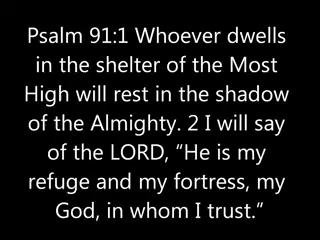 Psalm 91:1 Whoever dwells
in the shelter of the Most
High will rest in the shadow
of the Almighty. 2 I will say
of the LORD, “He is my
refuge and my fortress, my
God, in whom I trust.“